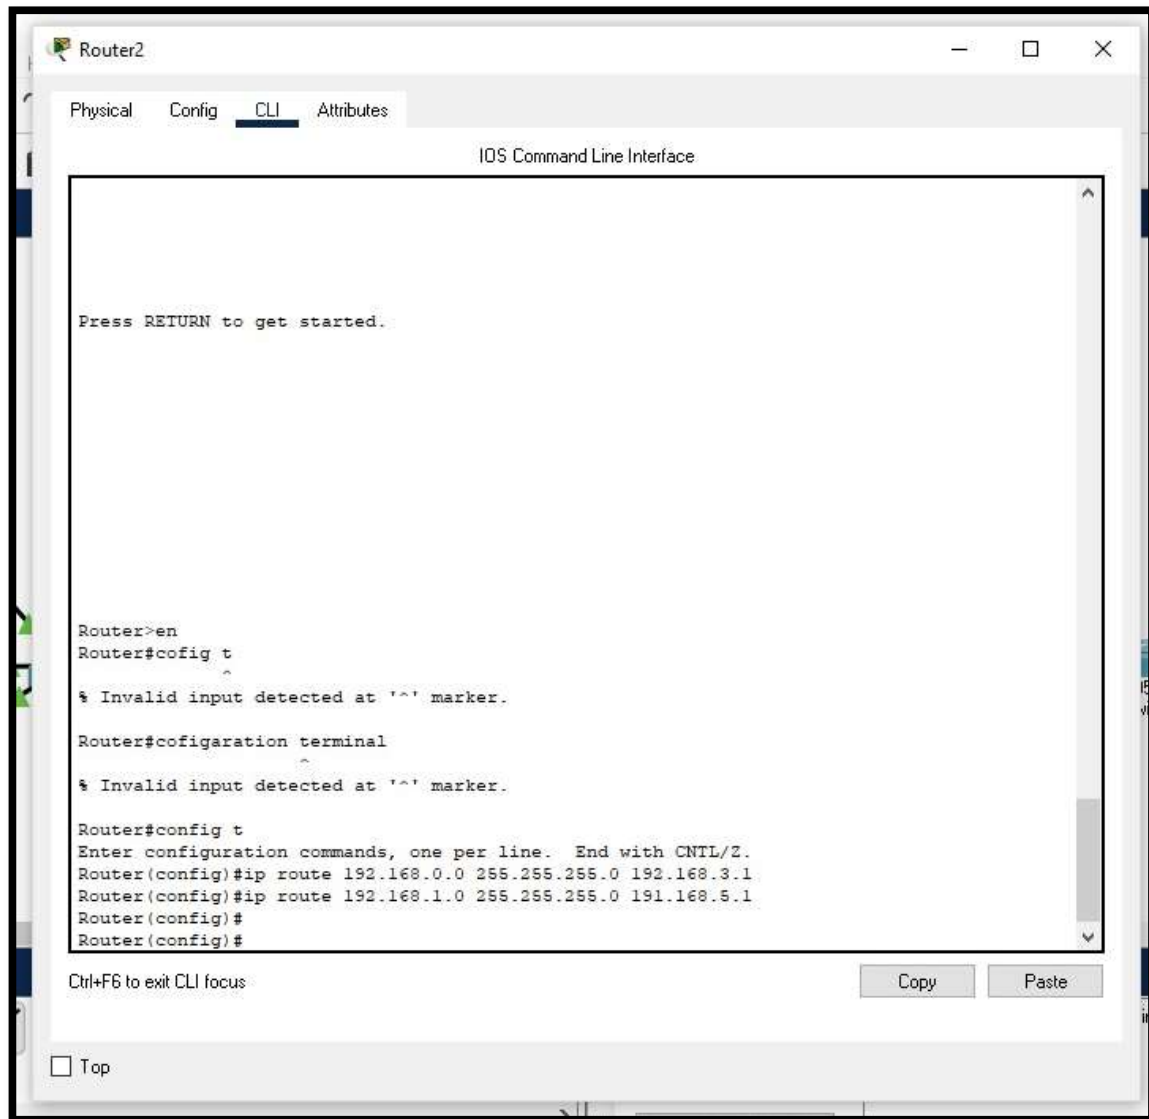 Router2
Physical Config CLI Attributes
IOS Command Line Interface
Press RETURN to get started.
Router>en
Router#cofig t
^
% Invalid input detected at '^' marker.
Router#cofigaration terminal
^
% Invalid input detected at '^' marker.
Router#config t
Enter configuration commands, one per line.  End with CNTL/Z.
Router(config)#ip route 192.168.0.0 255.255.255.0 192.168.3.1
Router(config)#ip route 192.168.1.0 255.255.255.0 191.168.5.1
Router(config)#
Router(config)#
Ctrl+F6 to exit CLI focus
Copy Paste
Top